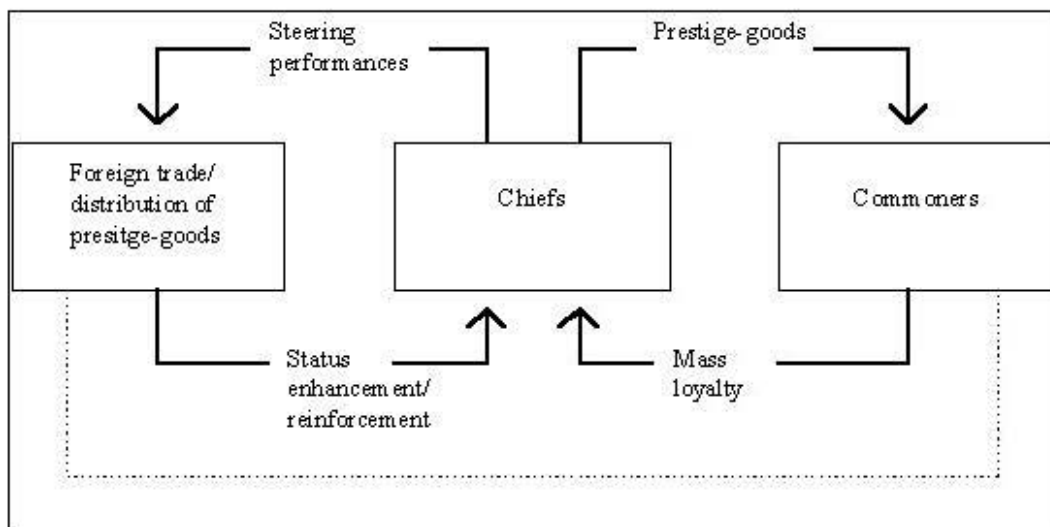 Steering
performances
Prestige-goods
Foreign trade/
distribution of
presitge-goods
Chiefs
Commoners
Status
enhancement/
reinforcement
Mass
loyalty